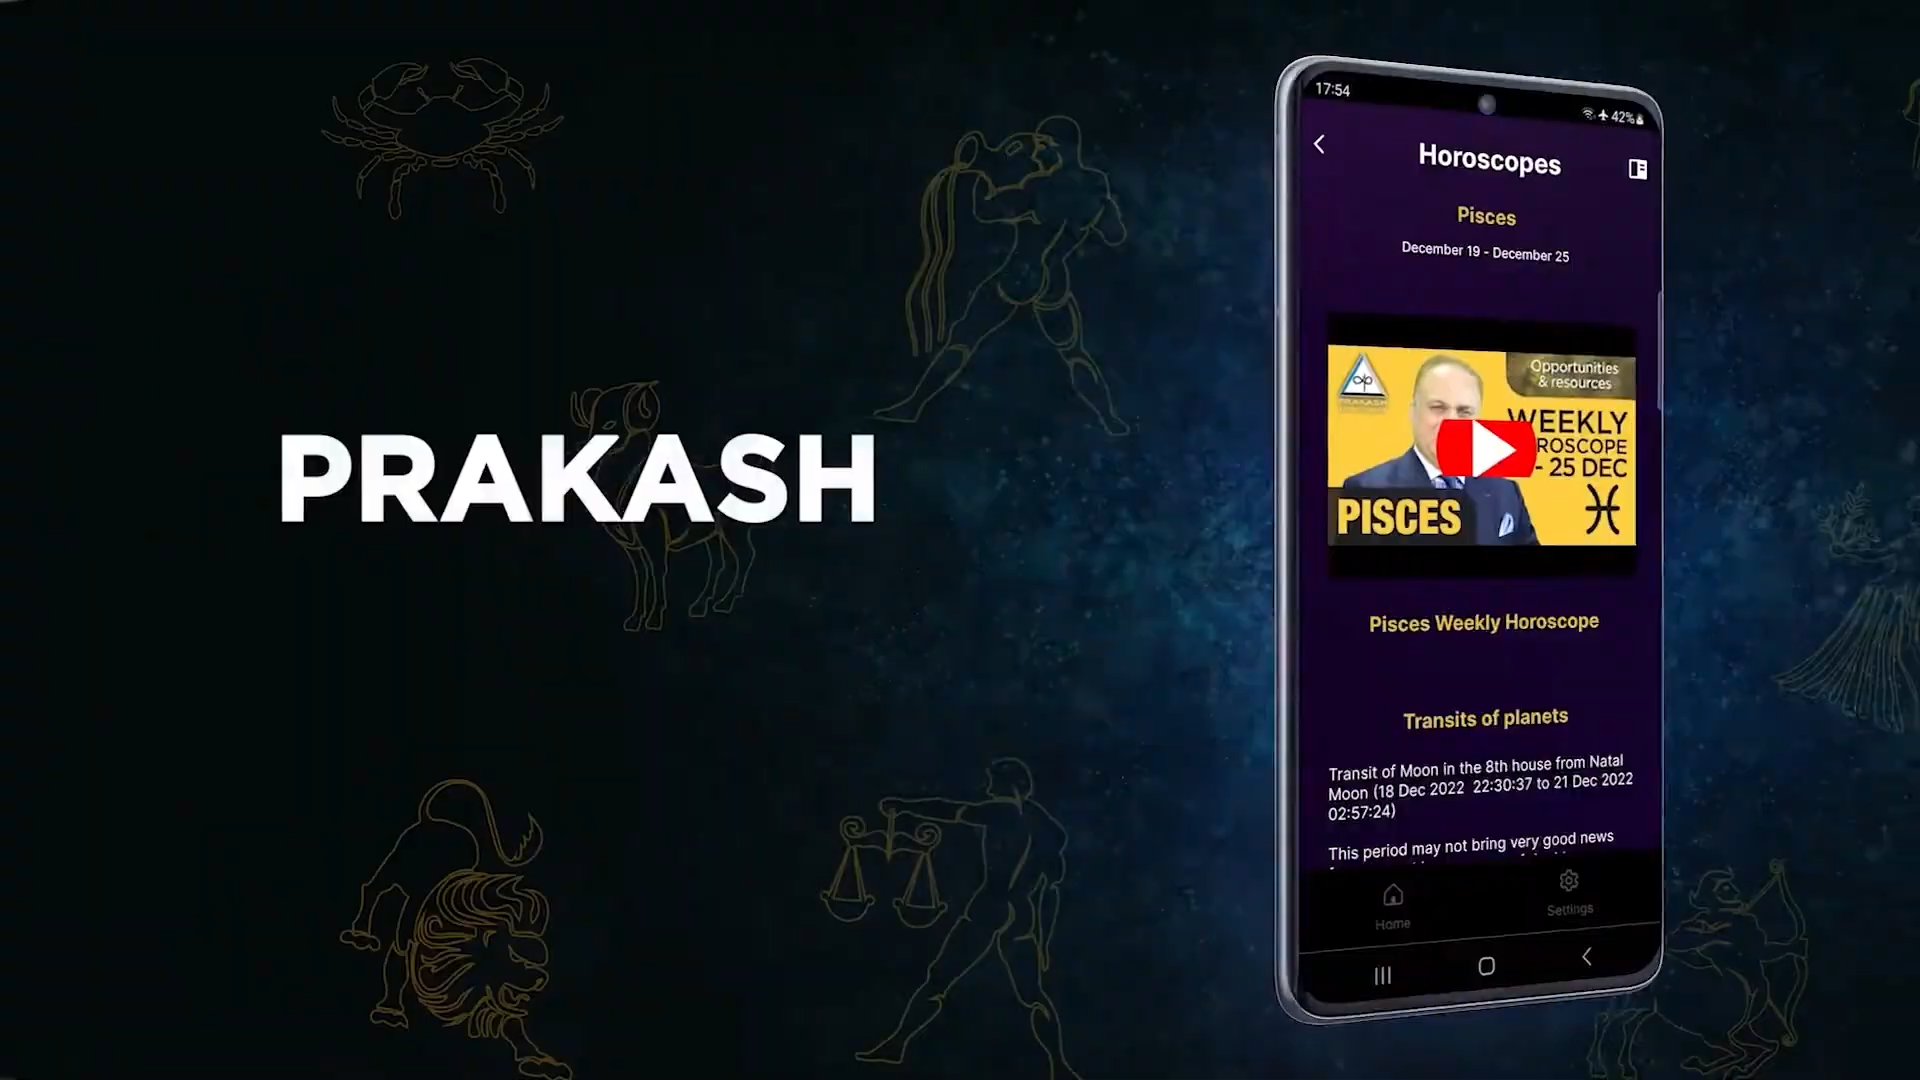 PRAKASH
17:54
42%
Horoscopes
Pisces
December 19 - December 25
PRAKASH
Opportunities
& resources
WEEKLY
ROSCOPE
- 25 DEC
PISCES
Pisces Weekly Horoscope
Transits of planets
Transit of Moon in the 8th house from Natal
Moon (18 Dec 2022 22:30:37 to 21 Dec 2022
02:57:24)
This period may not bring very good news
Home
Settings